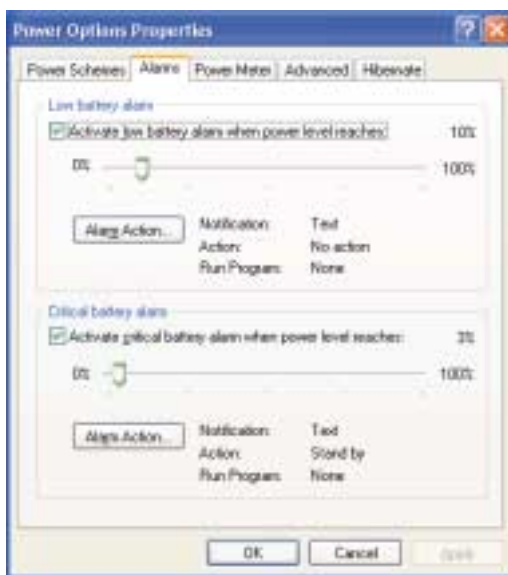 Power Options Properties
Power Schemes Alarms Power Meter Advanced Hibernate
Low battery alarm
Activate low battery alarm when power level reaches: 10%
0% 100%
Alarm Action... Notification: Text
Action: No action
Run Program: None
Critical battery alarm
Activate critical battery alarm when power level reaches: 3%
0% 100%
Alarm Action... Notification: Text
Action: Stand by
Run Program: None
OK Cancel Apply